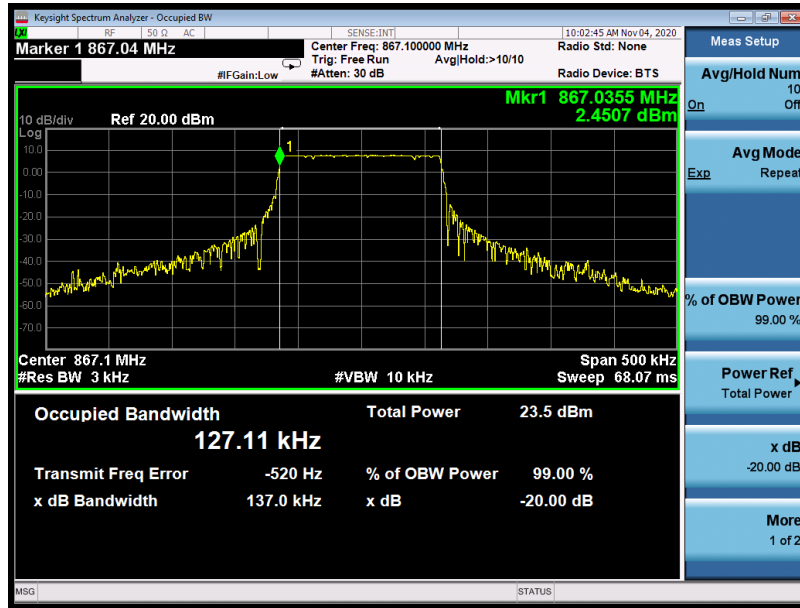 Keysight Spectrum Analyzer - Occupied BW
LXI RF 50 Ω AC SENSE:INT 10:02:45 AM Nov 04, 2020
Marker 1 867.04 MHz
Center Freq: 867.100000 MHz Radio Std: None
Trig: Free Run Avg|Hold:>10/10
#IFGain:Low #Atten: 30 dB Radio Device: BTS
Mkr1 867.0355 MHz
2.4507 dBm
10 dB/div Ref 20.00 dBm
Log
1
10.0
0.00
-10.0
-20.0
-30.0
-40.0
-50.0
-60.0
-70.0
Center 867.1 MHz Span 500 kHz
#Res BW 3 kHz #VBW 10 kHz Sweep 68.07 ms
Occupied Bandwidth Total Power 23.5 dBm
127.11 kHz
Transmit Freq Error -520 Hz % of OBW Power 99.00 %
x dB Bandwidth 137.0 kHz x dB -20.00 dB
MSG STATUS
Meas Setup
Avg/Hold Num
10
On Off
Avg Mode
Exp Repeat
% of OBW Power
99.00 %
Power Ref
Total Power
x dB
-20.00 dB
More
1 of 2